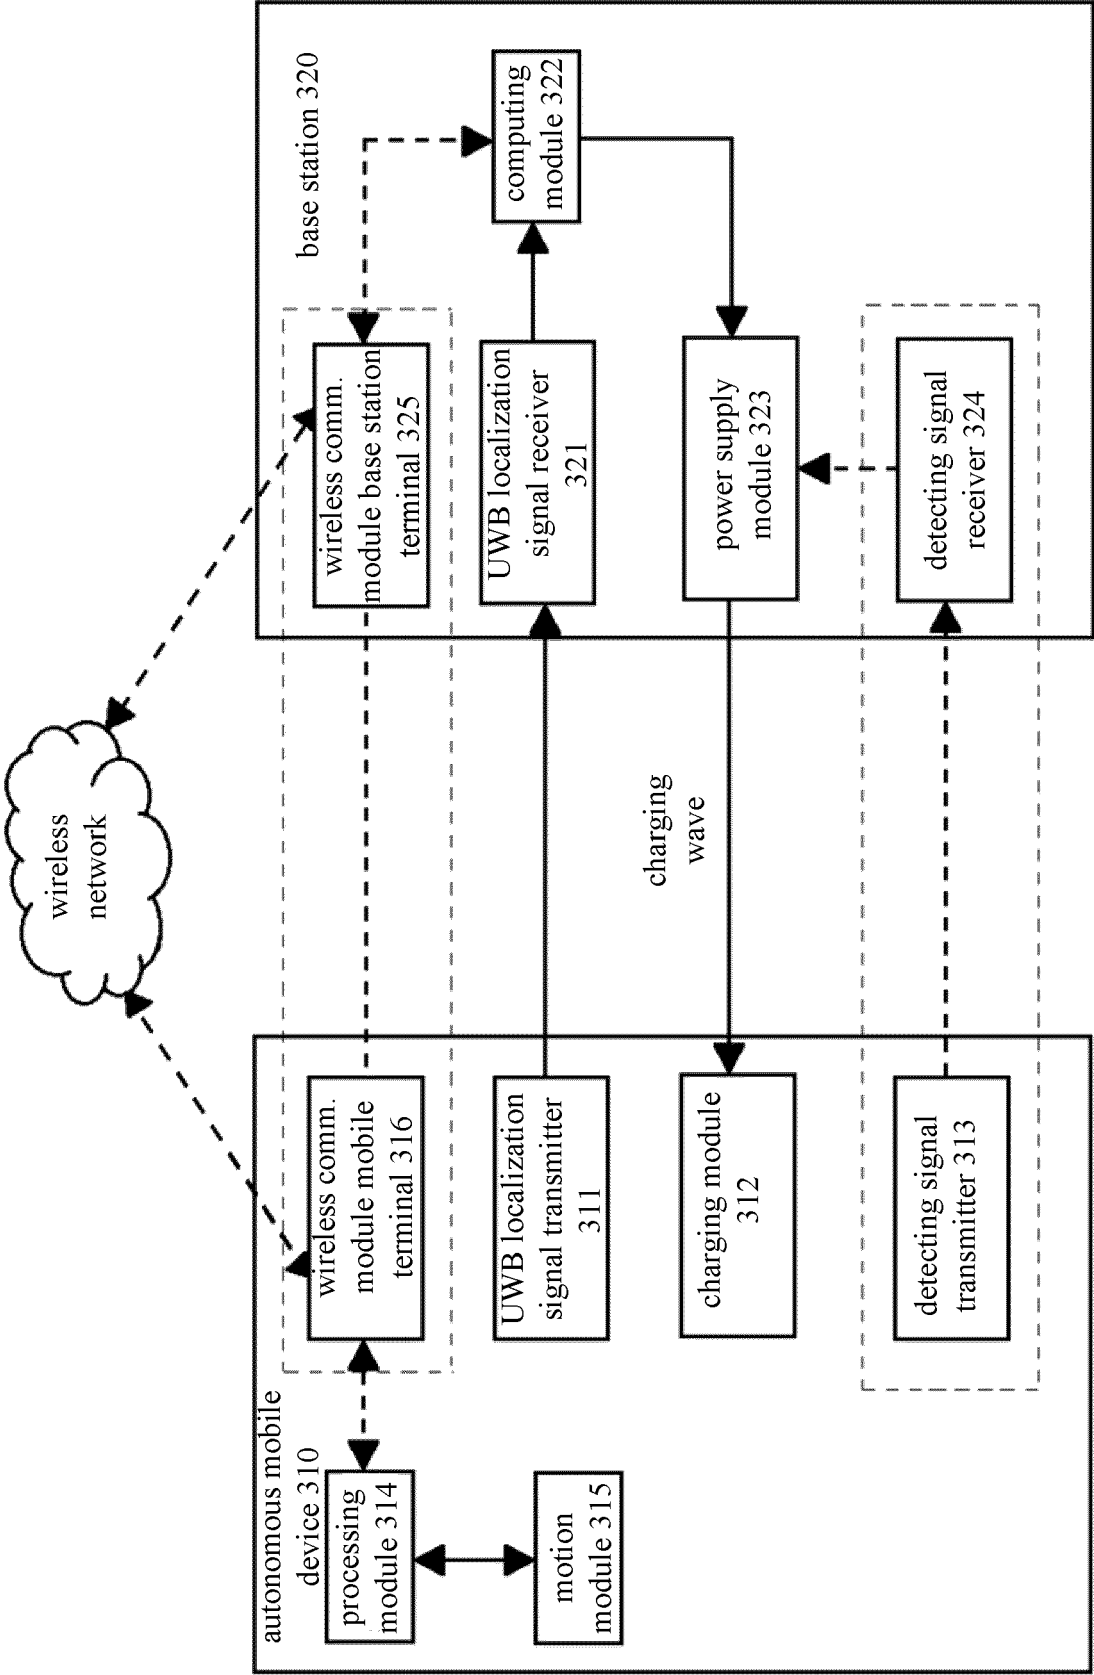 wireless
network
autonomous mobile
device 310
processing
module 314
motion
module 315
wireless comm.
module mobile
terminal 316
UWB localization
signal transmitter
311
charging module
312
detecting signal
transmitter 313
charging
wave
base station 320
wireless comm.
module base station
terminal 325
UWB localization
signal receiver
321
power supply
module 323
detecting signal
receiver 324
computing
module 322